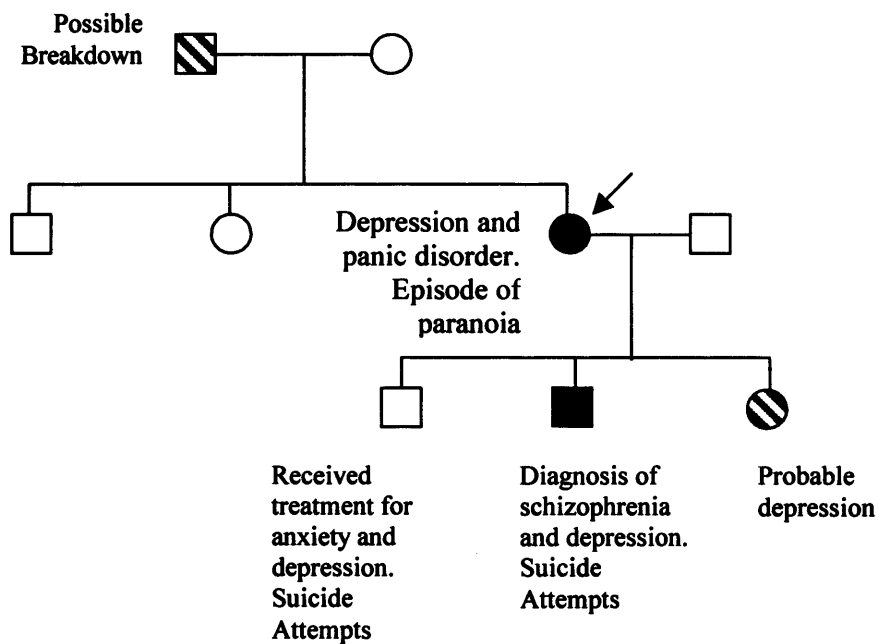 Possible
Breakdown
Depression and
panic disorder.
Episode of
paranoia
Received
treatment for
anxiety and
depression.
Suicide
Attempts
Diagnosis of
schizophrenia
and depression.
Suicide
Attempts
Probable
depression